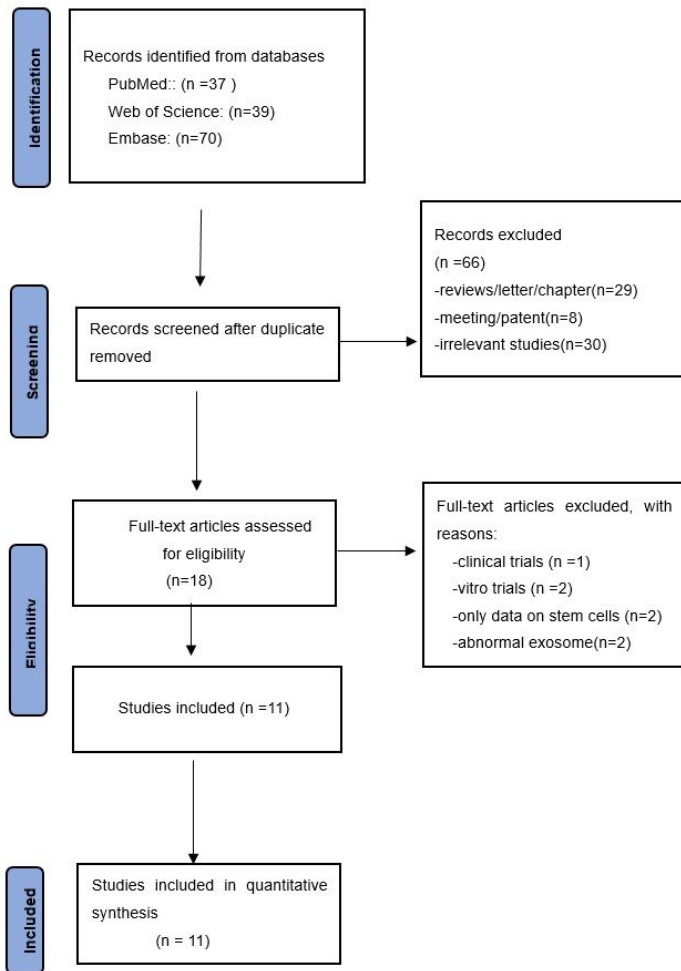 Identification
Records identified from databases
PubMed:: (n =37 )
Web of Science: (n=39)
Embase: (n=70)
Records excluded
(n =66)
-reviews/letter/chapter(n=29)
-meeting/patent(n=8)
-irrelevant studies(n=30)
Screening
Records screened after duplicate
removed
Full-text articles assessed
for eligibility
(n=18)
Full-text articles excluded, with
reasons:
-clinical trials (n =1)
-vitro trials (n =2)
-only data on stem cells (n=2)
-abnormal exosome(n=2)
Eligibility
Studies included (n =11)
Included
Studies included in quantitative
synthesis
(n = 11)